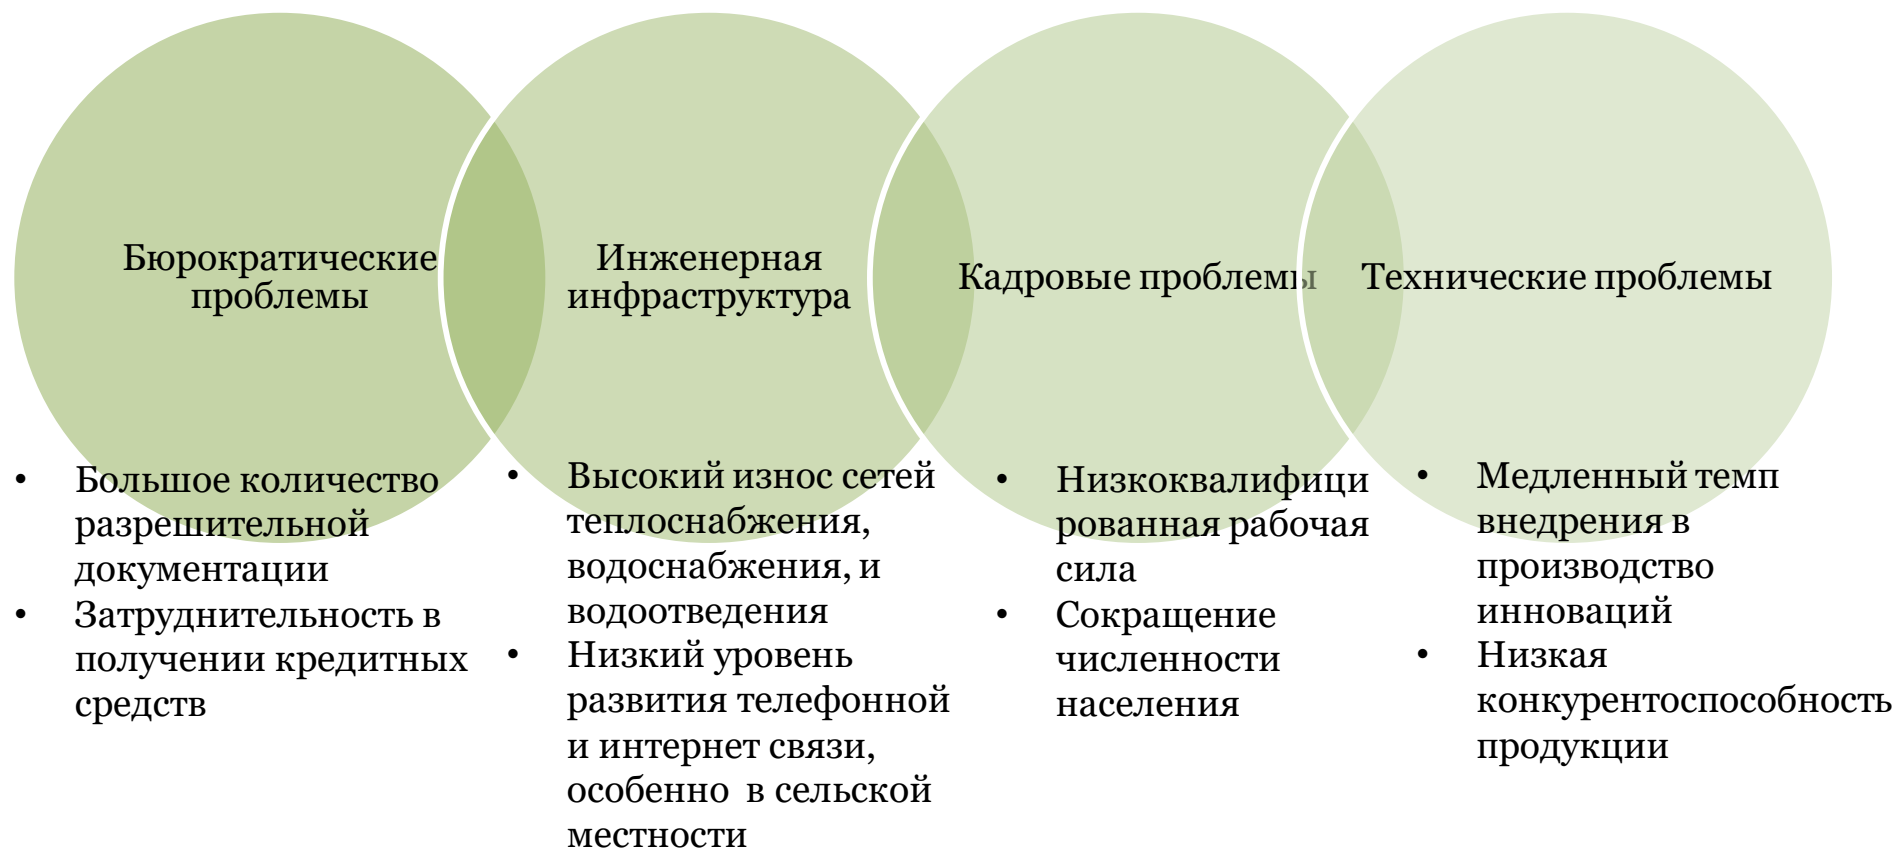 Бюрократические
проблемы
Инженерная
инфраструктура
Кадровые проблемы
Технические проблемы
• Большое количество
разрешительной
документации
• Затруднительность в
получении кредитных
средств
• Высокий износ сетей
теплоснабжения,
водоснабжения, и
водоотведения
• Низкий уровень
развития телефонной
и интернет связи,
особенно в сельской
местности
• Низкоквалифици
рованная рабочая
сила
• Сокращение
численности
населения
• Медленный темп
внедрения в
производство
инноваций
• Низкая
конкурентоспособность
продукции